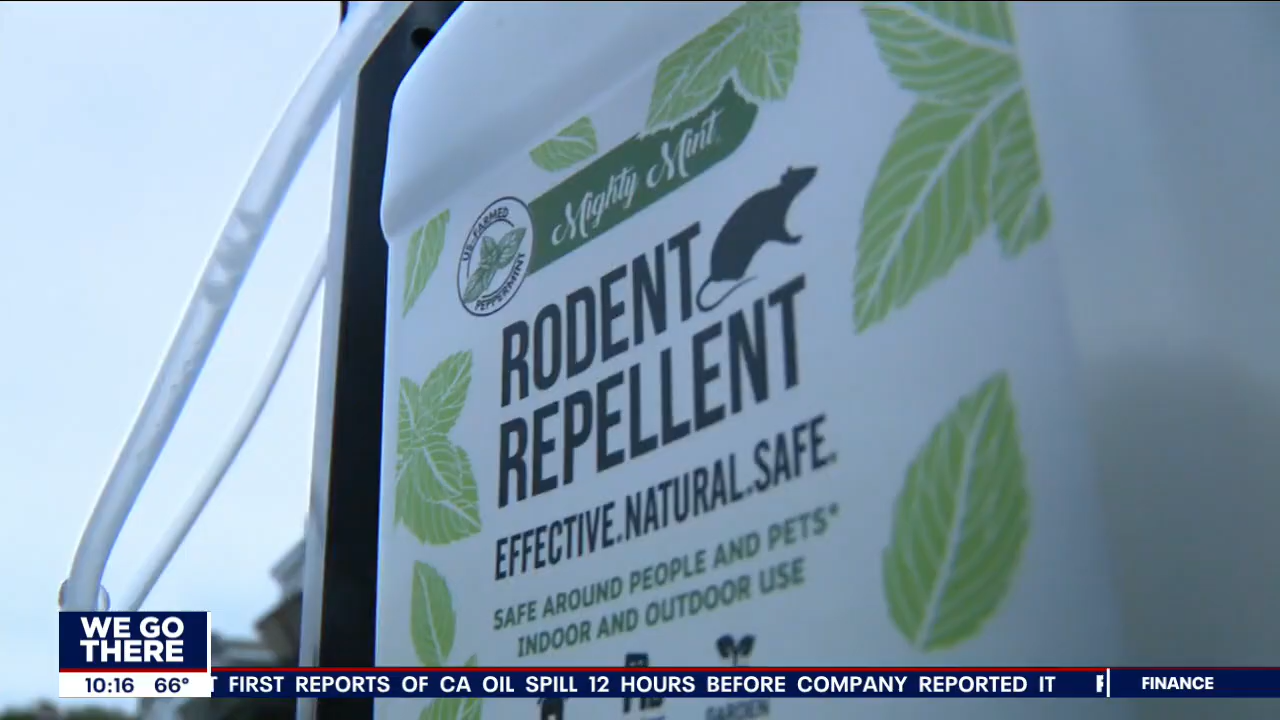 Mighty Mint
US-FARMED
PEPPERMINT
RODENT
REPELLENT
EFFECTIVE.NATURAL.SAFE.
SAFE AROUND PEOPLE AND PETS*
INDOOR AND OUTDOOR USE
GARDEN
WE GO
THERE
10:16 66°
T FIRST REPORTS OF CA OIL SPILL 12 HOURS BEFORE COMPANY REPORTED IT
FINANCE